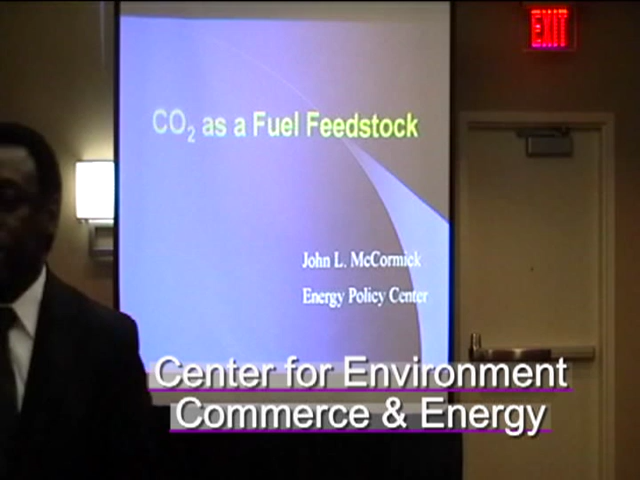 EXIT
CO₂ as a Fuel Feedstock
John L. McCormick
Energy Policy Center
Center for Environment
Commerce & Energy